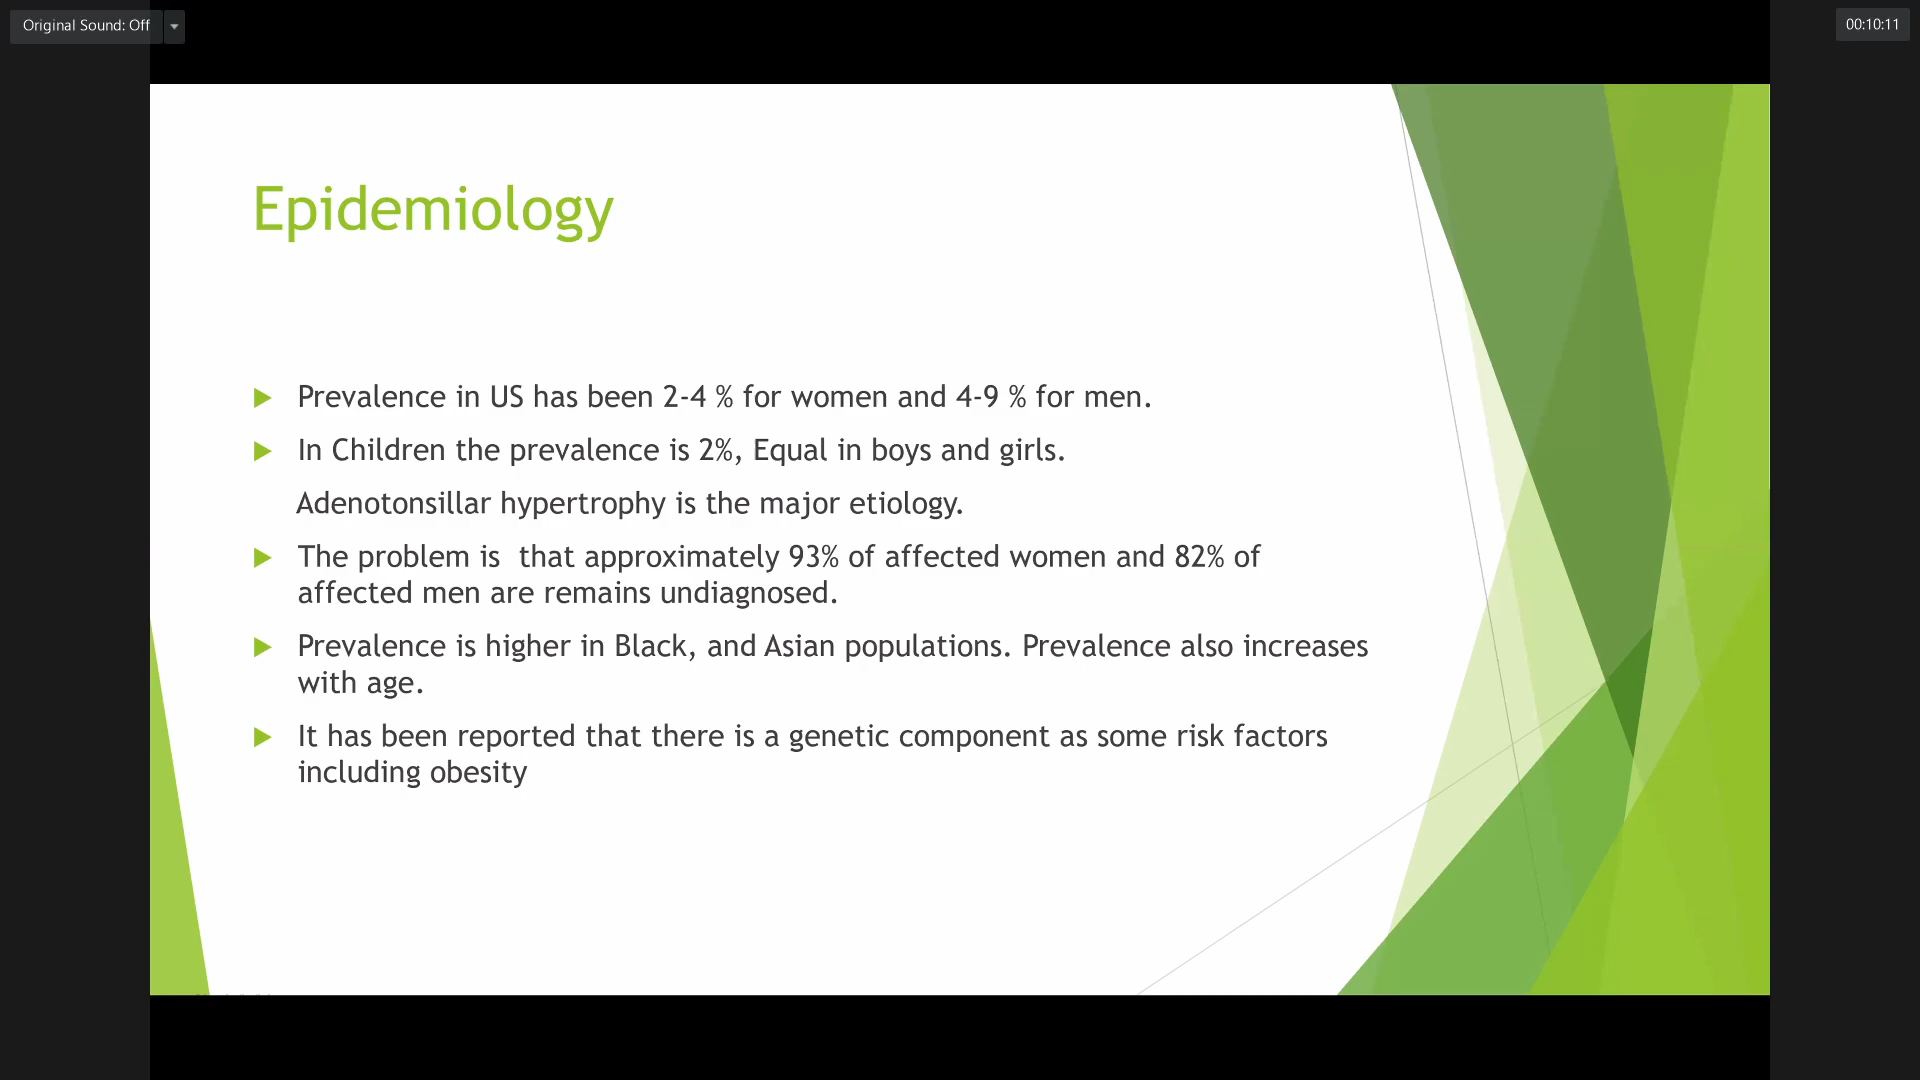 Original Sound: Off
00:10:11
Epidemiology
Prevalence in US has been 2-4 % for women and 4-9 % for men.
In Children the prevalence is 2%, Equal in boys and girls.
Adenotonsillar hypertrophy is the major etiology.
The problem is  that approximately 93% of affected women and 82% of
affected men are remains undiagnosed.
Prevalence is higher in Black, and Asian populations. Prevalence also increases
with age.
It has been reported that there is a genetic component as some risk factors
including obesity